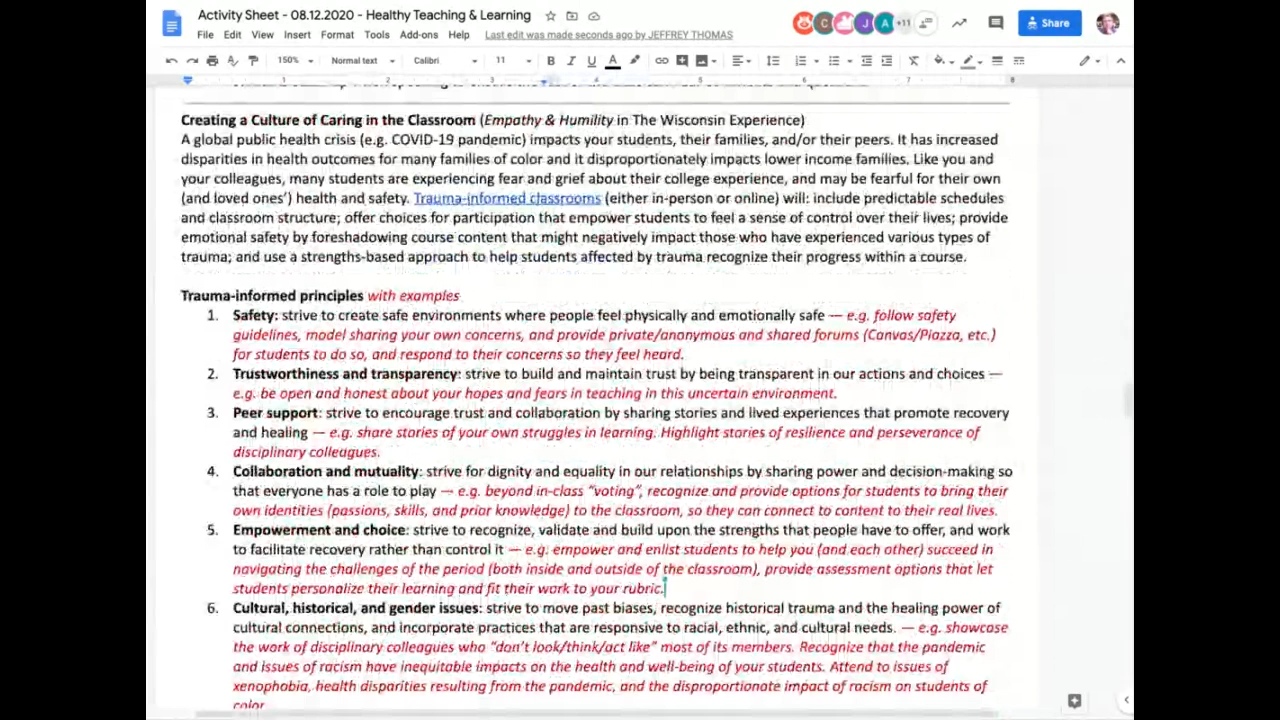 Activity Sheet - 08.12.2020 - Healthy Teaching & Learning
C J A +11 Share
File Edit View Insert Format Tools Add-ons Help Last edit was made seconds ago by JEFFREY THOMAS
150% Normal text Calibri 11 B I U A
1 2 3 4 5 6 7 8
Creating a Culture of Caring in the Classroom (Empathy & Humility in The Wisconsin Experience)
A global public health crisis (e.g. COVID-19 pandemic) impacts your students, their families, and/or their peers. It has increased
disparities in health outcomes for many families of color and it disproportionately impacts lower income families. Like you and
your colleagues, many students are experiencing fear and grief about their college experience, and may be fearful for their own
(and loved ones’) health and safety. Trauma-informed classrooms (either in-person or online) will: include predictable schedules
and classroom structure; offer choices for participation that empower students to feel a sense of control over their lives; provide
emotional safety by foreshadowing course content that might negatively impact those who have experienced various types of
trauma; and use a strengths-based approach to help students affected by trauma recognize their progress within a course.
Trauma-informed principles with examples
1. Safety: strive to create safe environments where people feel physically and emotionally safe — e.g. follow safety
guidelines, model sharing your own concerns, and provide private/anonymous and shared forums (Canvas/Piazza, etc.)
for students to do so, and respond to their concerns so they feel heard.
2. Trustworthiness and transparency: strive to build and maintain trust by being transparent in our actions and choices —
e.g. be open and honest about your hopes and fears in teaching in this uncertain environment.
3. Peer support: strive to encourage trust and collaboration by sharing stories and lived experiences that promote recovery
and healing — e.g. share stories of your own struggles in learning. Highlight stories of resilience and perseverance of
disciplinary colleagues.
4. Collaboration and mutuality: strive for dignity and equality in our relationships by sharing power and decision-making so
that everyone has a role to play — e.g. beyond in-class “voting”, recognize and provide options for students to bring their
own identities (passions, skills, and prior knowledge) to the classroom, so they can connect to content to their real lives.
5. Empowerment and choice: strive to recognize, validate and build upon the strengths that people have to offer, and work
to facilitate recovery rather than control it — e.g. empower and enlist students to help you (and each other) succeed in
navigating the challenges of the period (both inside and outside of the classroom), provide assessment options that let
students personalize their learning and fit their work to your rubric.
6. Cultural, historical, and gender issues: strive to move past biases, recognize historical trauma and the healing power of
cultural connections, and incorporate practices that are responsive to racial, ethnic, and cultural needs. — e.g. showcase
the work of disciplinary colleagues who “don’t look/think/act like” most of its members. Recognize that the pandemic
and issues of racism have inequitable impacts on the health and well-being of your students. Attend to issues of
xenophobia, health disparities resulting from the pandemic, and the disproportionate impact of racism on students of
color